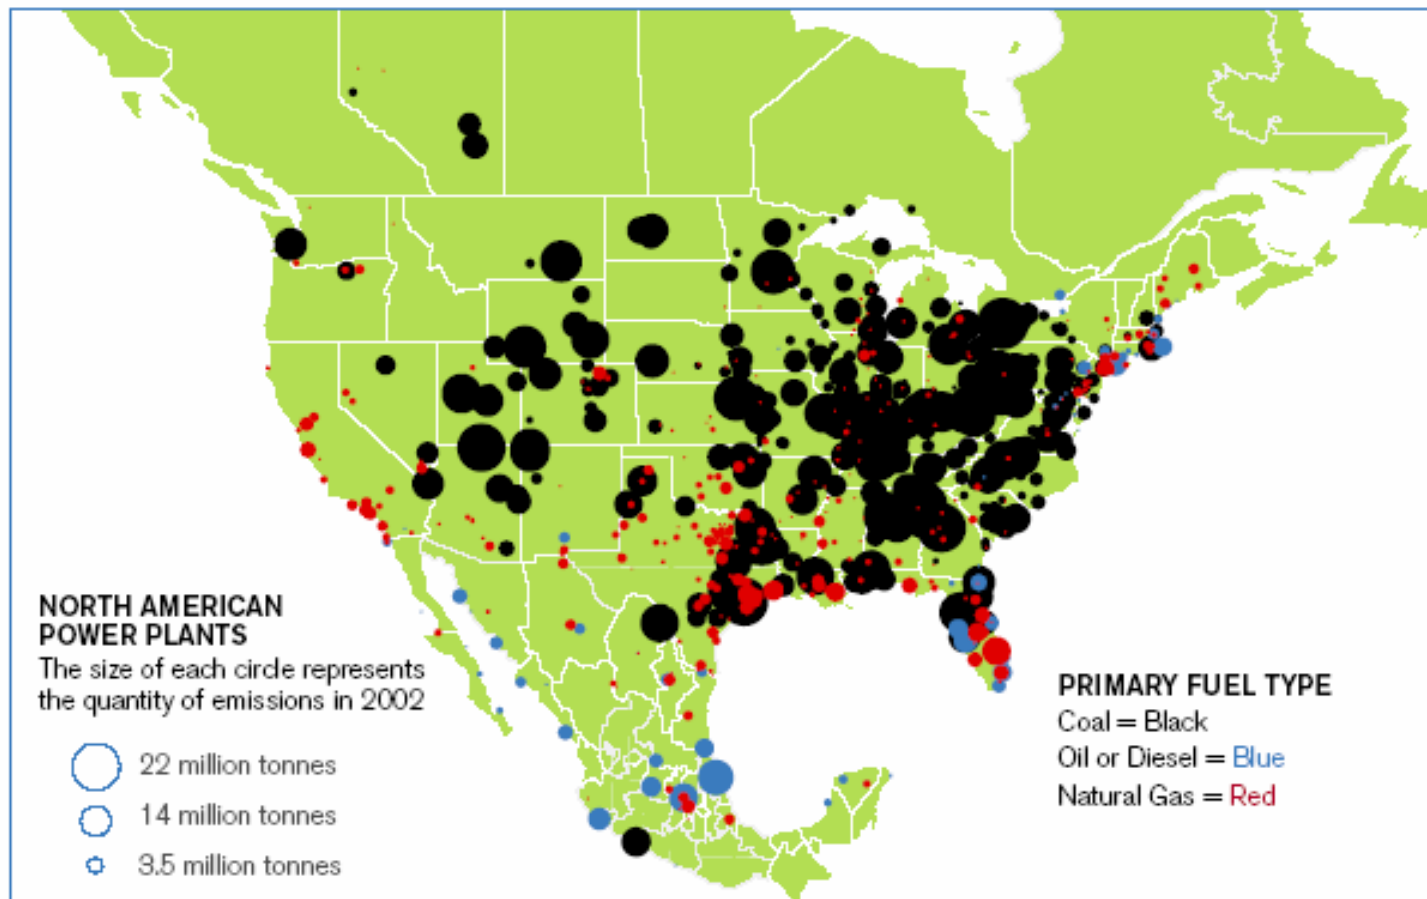 NORTH AMERICAN
POWER PLANTS
The size of each circle represents
the quantity of emissions in 2002
22 million tonnes
14 million tonnes
3.5 million tonnes
PRIMARY FUEL TYPE
Coal = Black
Oil or Diesel = Blue
Natural Gas = Red